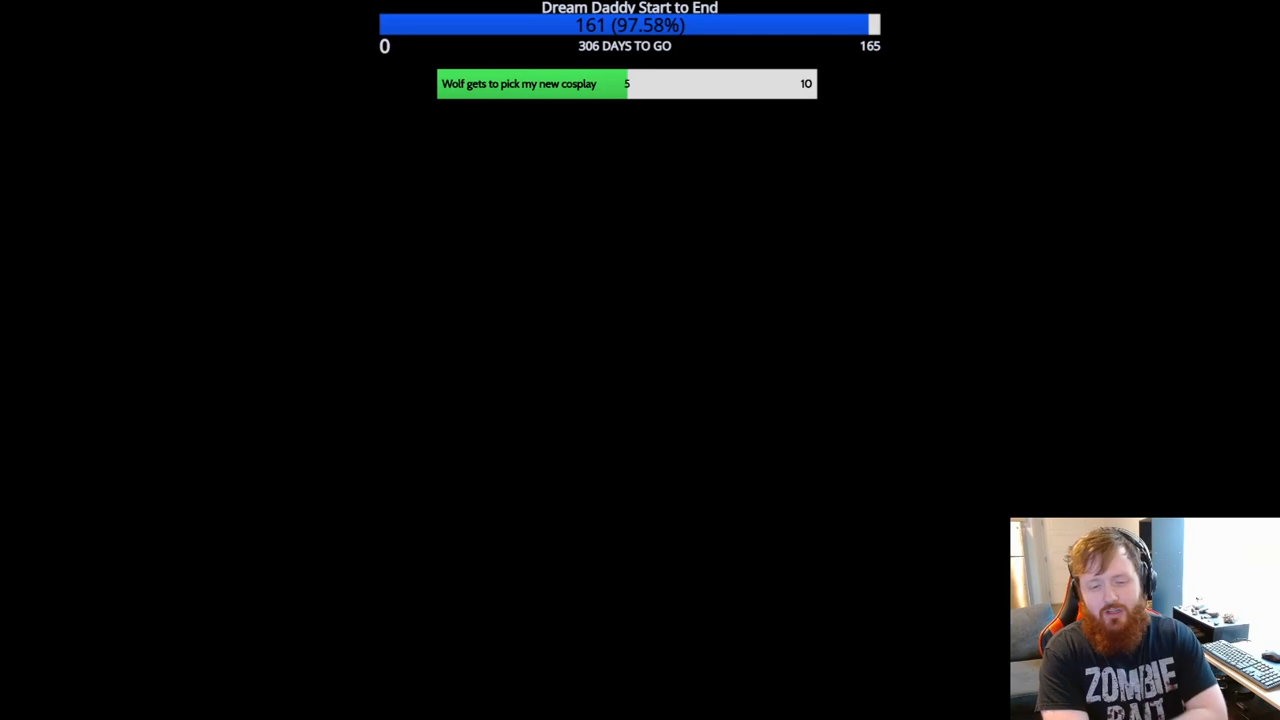 Dream Daddy Start to End
161 (97.58%)
0 306 DAYS TO GO 165
Wolf gets to pick my new cosplay 5 10
ZOMBIE
BAIT